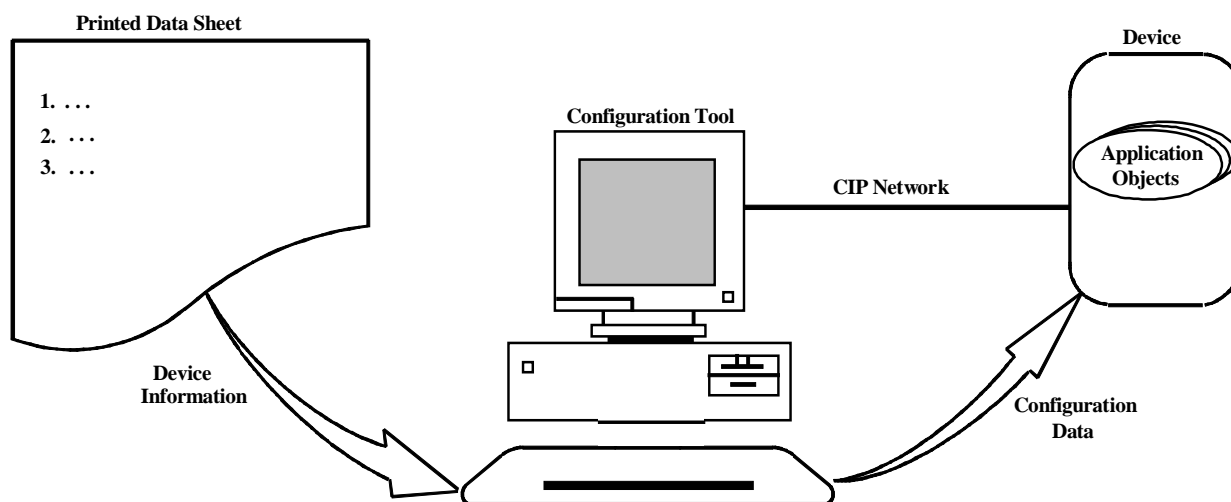 Printed Data Sheet
1. ...
2. ...
3. ...
Device
Information
Configuration Tool
CIP Network
Device
Application
Objects
Configuration
Data